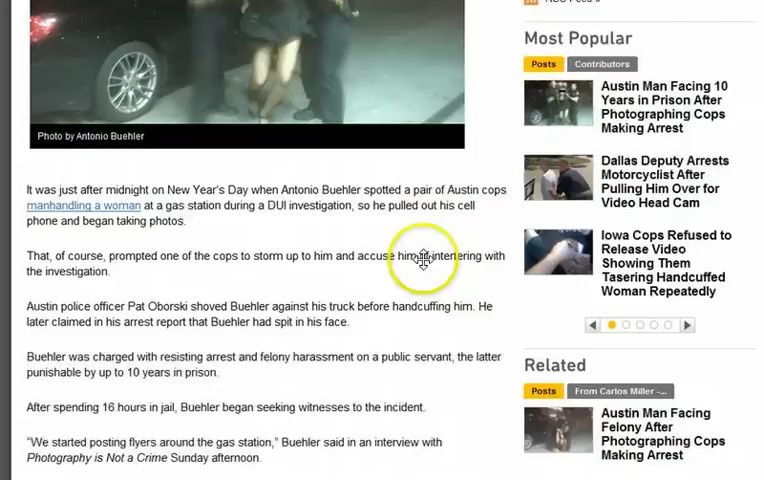 Most Popular
Posts
Contributors
Austin Man Facing 10
Years in Prison After
Photographing Cops
Making Arrest
Dallas Deputy Arrests
Motorcyclist After
Pulling Him Over for
Video Head Cam
Iowa Cops Refused to
Release Video
Showing Them
Tasering Handcuffed
Woman Repeatedly
Related
Posts
From Carlos Miller -...
Austin Man Facing
Felony After
Photographing Cops
Making Arrest
Photo by Antonio Buehler
It was just after midnight on New Year's Day when Antonio Buehler spotted a pair of Austin cops
manhandling a woman at a gas station during a DUI investigation, so he pulled out his cell
phone and began taking photos.
That, of course, prompted one of the cops to storm up to him and accuse him interfering with
the investigation.
Austin police officer Pat Oborski shoved Buehler against his truck before handcuffing him. He
later claimed in his arrest report that Buehler had spit in his face.
Buehler was charged with resisting arrest and felony harassment on a public servant, the latter
punishable by up to 10 years in prison.
After spending 16 hours in jail, Buehler began seeking witnesses to the incident.
“We started posting flyers around the gas station,” Buehler said in an interview with
Photography is Not a Crime Sunday afternoon.